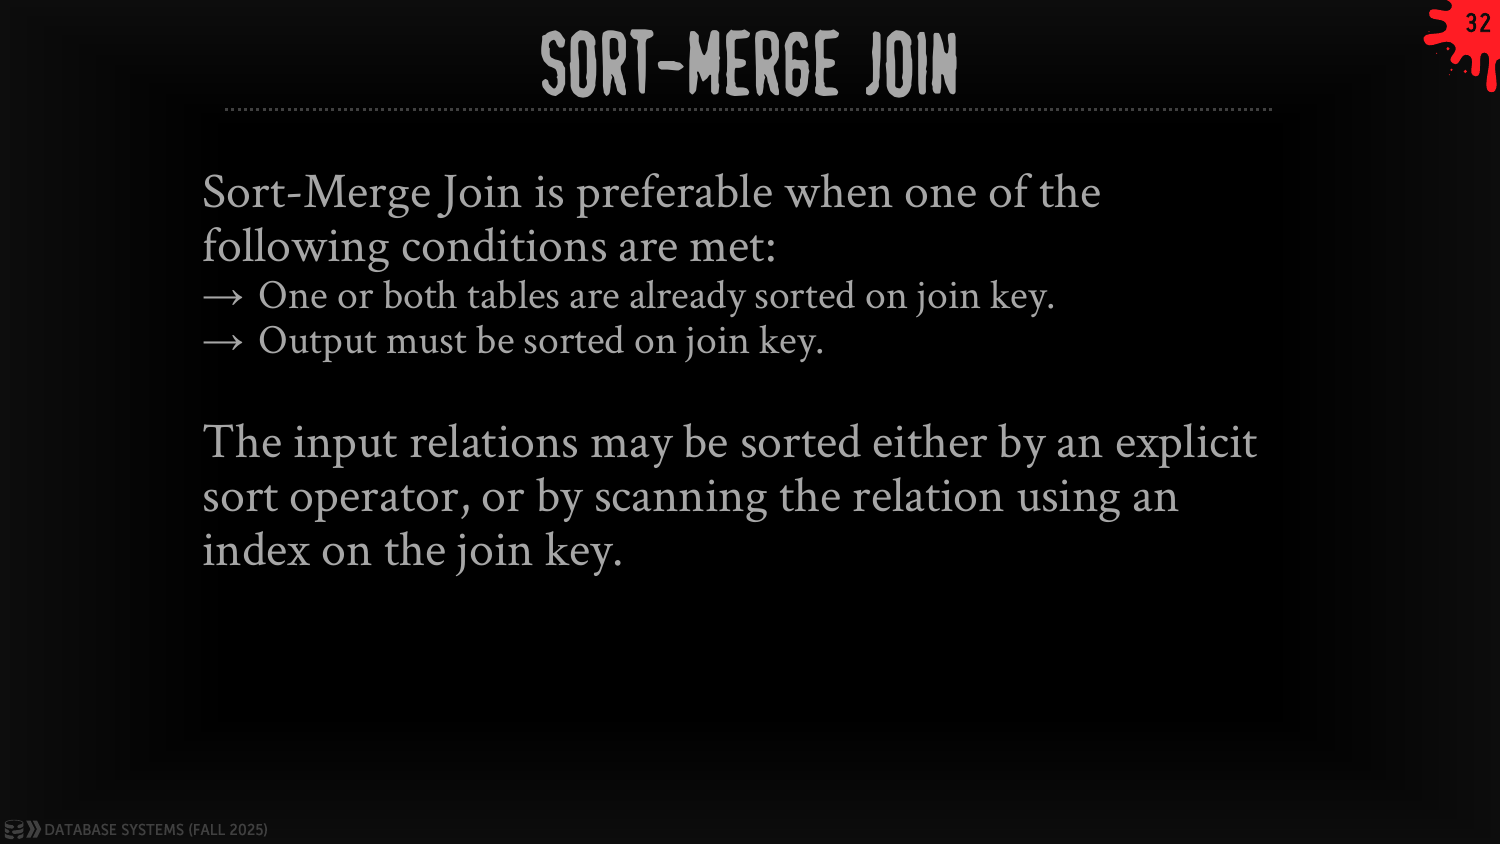 32
SORT-MERGE JOIN
Sort-Merge Join is preferable when one of the
following conditions are met:
→ One or both tables are already sorted on join key.
→ Output must be sorted on join key.
The input relations may be sorted either by an explicit
sort operator, or by scanning the relation using an
index on the join key.
DATABASE SYSTEMS (FALL 2025)